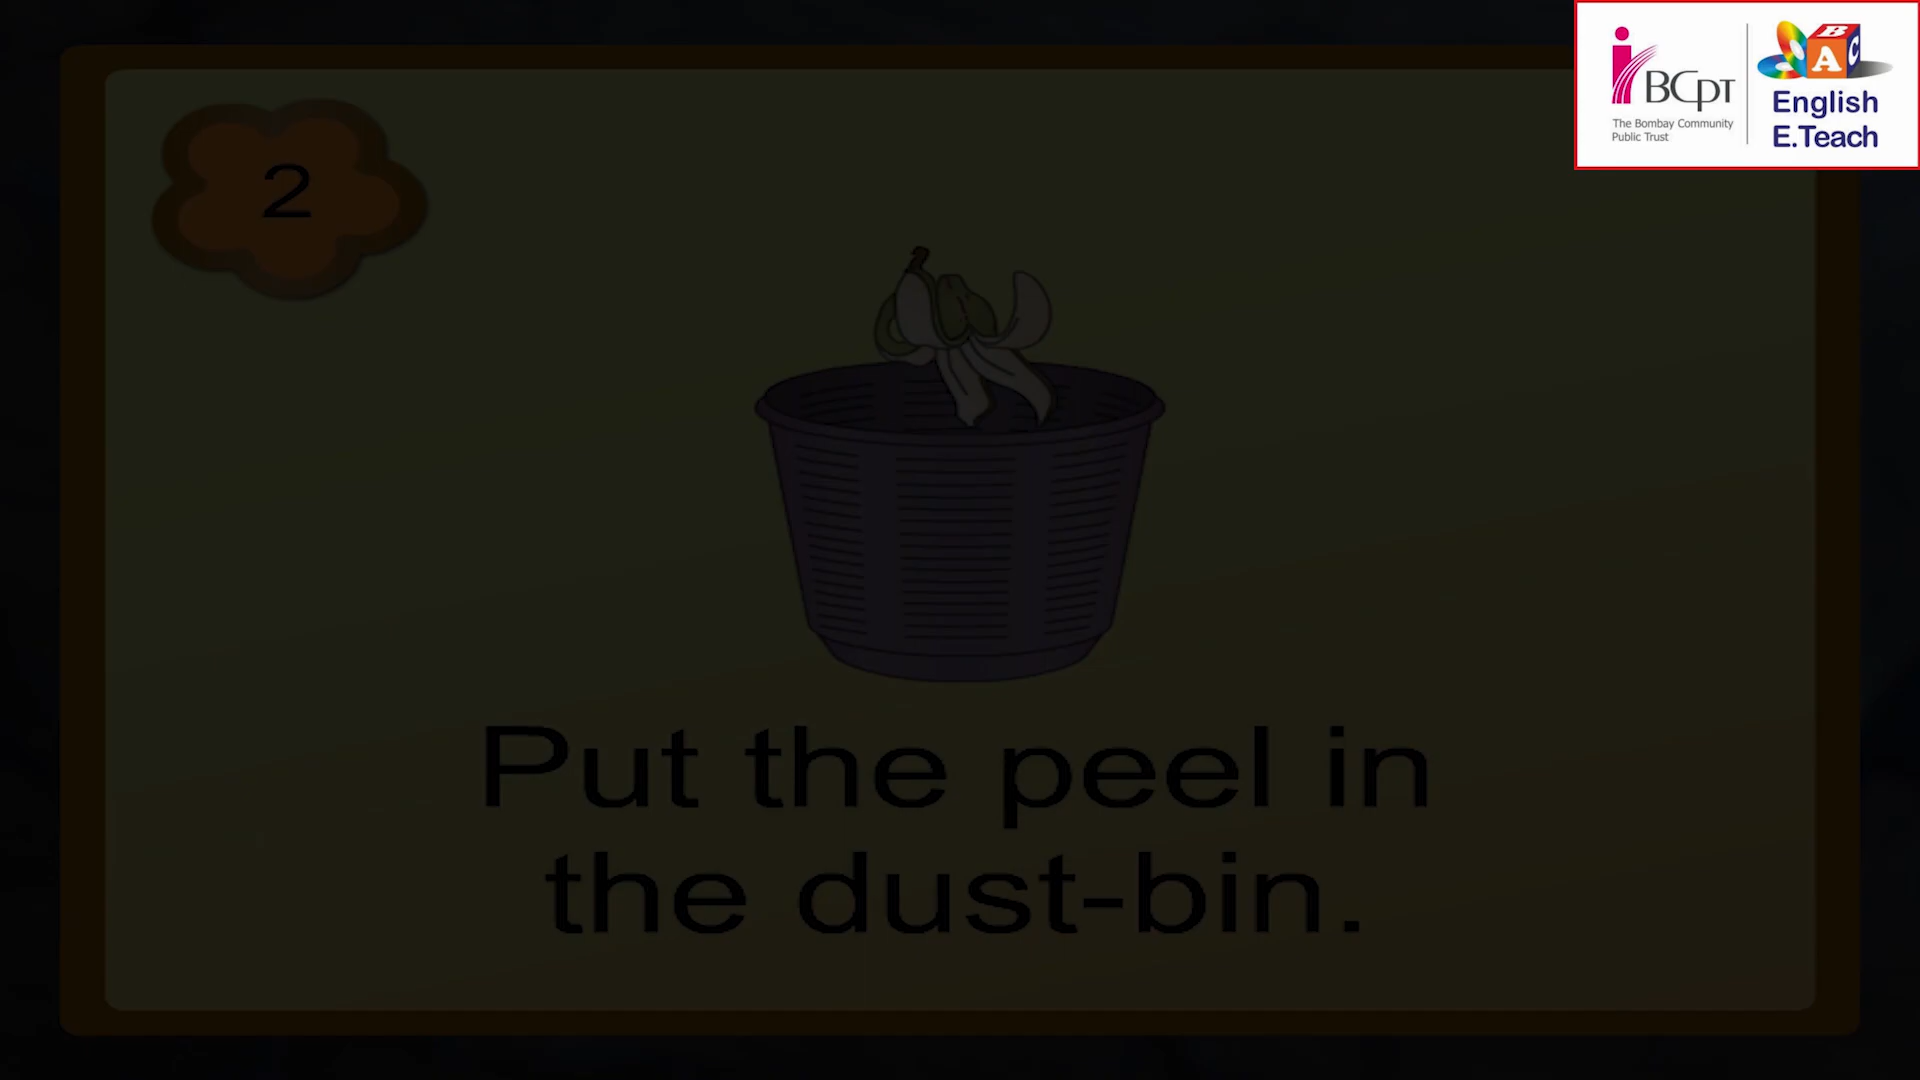 2
BCPT
The Bombay Community
Public Trust
B
A
C
English
E.Teach
Put the peel in
the dust-bin.